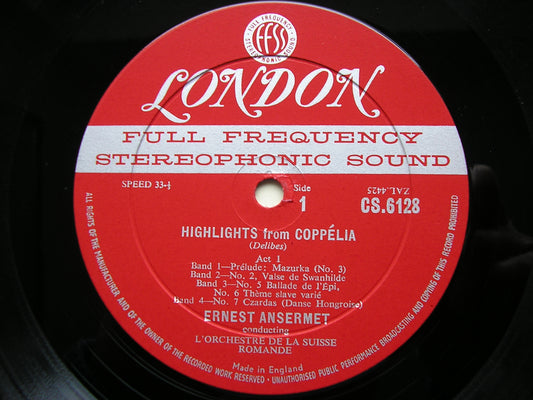 FULL FREQUENCY
FFSS
STEREOPHONIC SOUND
LONDON
FULL FREQUENCY
STEREOPHONIC SOUND
SPEED 33⅓
Side
1
ZAL.4425
CS.6128
HIGHLIGHTS from COPPÉLIA
(Delibes)
Act 1
Band 1—Prélude; Mazurka (No. 3)
Band 2—No. 2, Valse de Swanhilde
Band 3—No. 5 Ballade de l'Épi,
No. 6 Thème slave varié
band 4—No. 7 Czardas (Danse Hongroise)
ERNEST ANSERMET
conducting
L'ORCHESTRE DE LA SUISSE
ROMANDE
Made in England
ALL RIGHTS OF THE MANUFACTURER AND OF THE OWNER OF THE RECORDED WORK RESERVED · UNAUTHORISED PUBLIC PERFORMANCE BROADCASTING AND COPYING OF THIS RECORD PROHIBITED